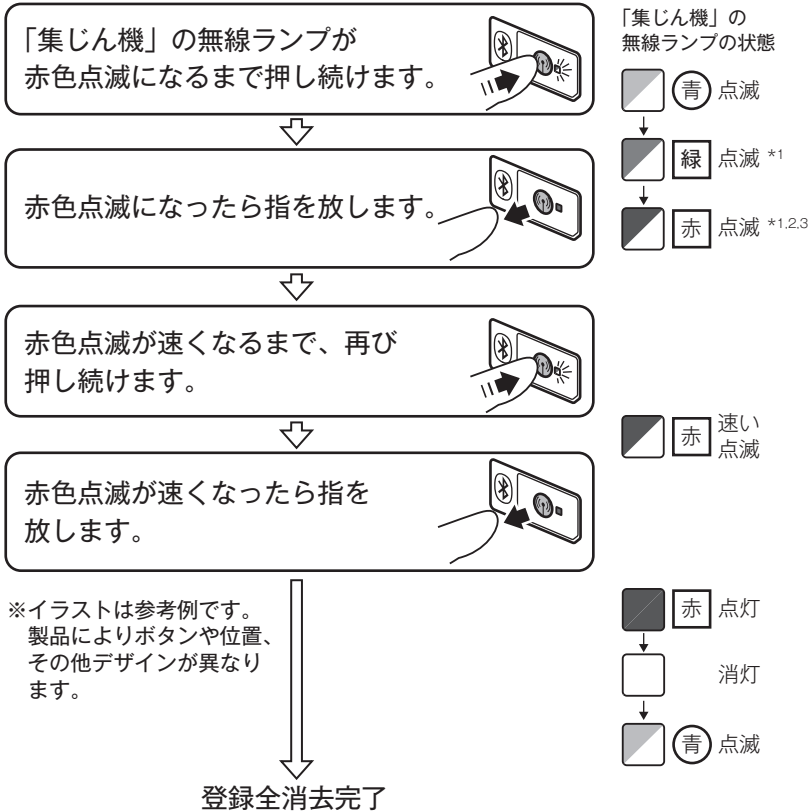 「集じん機」の無線ランプが
赤色点滅になるまで押し続けます。
赤色点滅になったら指を放します。
赤色点滅が速くなるまで、再び
押し続けます。
赤色点滅が速くなったら指を
放します。
※イラストは参考例です。
製品によりボタンや位置、
その他デザインが異なり
ます。
登録全消去完了
「集じん機」の
無線ランプの状態
青 点滅
緑 点滅 *1
赤 点滅 *1,2,3
赤 速い
点滅
赤 点灯
消灯
青 点滅